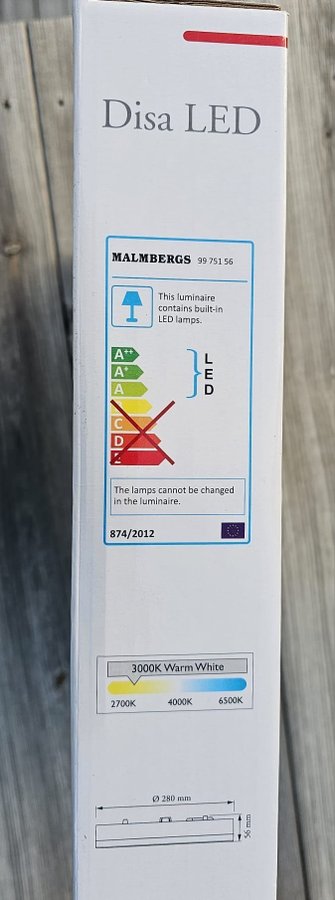 Disa LED
MALMBERGS 99 751 56
This luminaire
contains built-in
LED lamps.
A++
A+
A
L
E
D
C
D
E
The lamps cannot be changed
in the luminaire.
874/2012
3000K Warm White
2700K 4000K 6500K
Ø 280 mm
56 mm